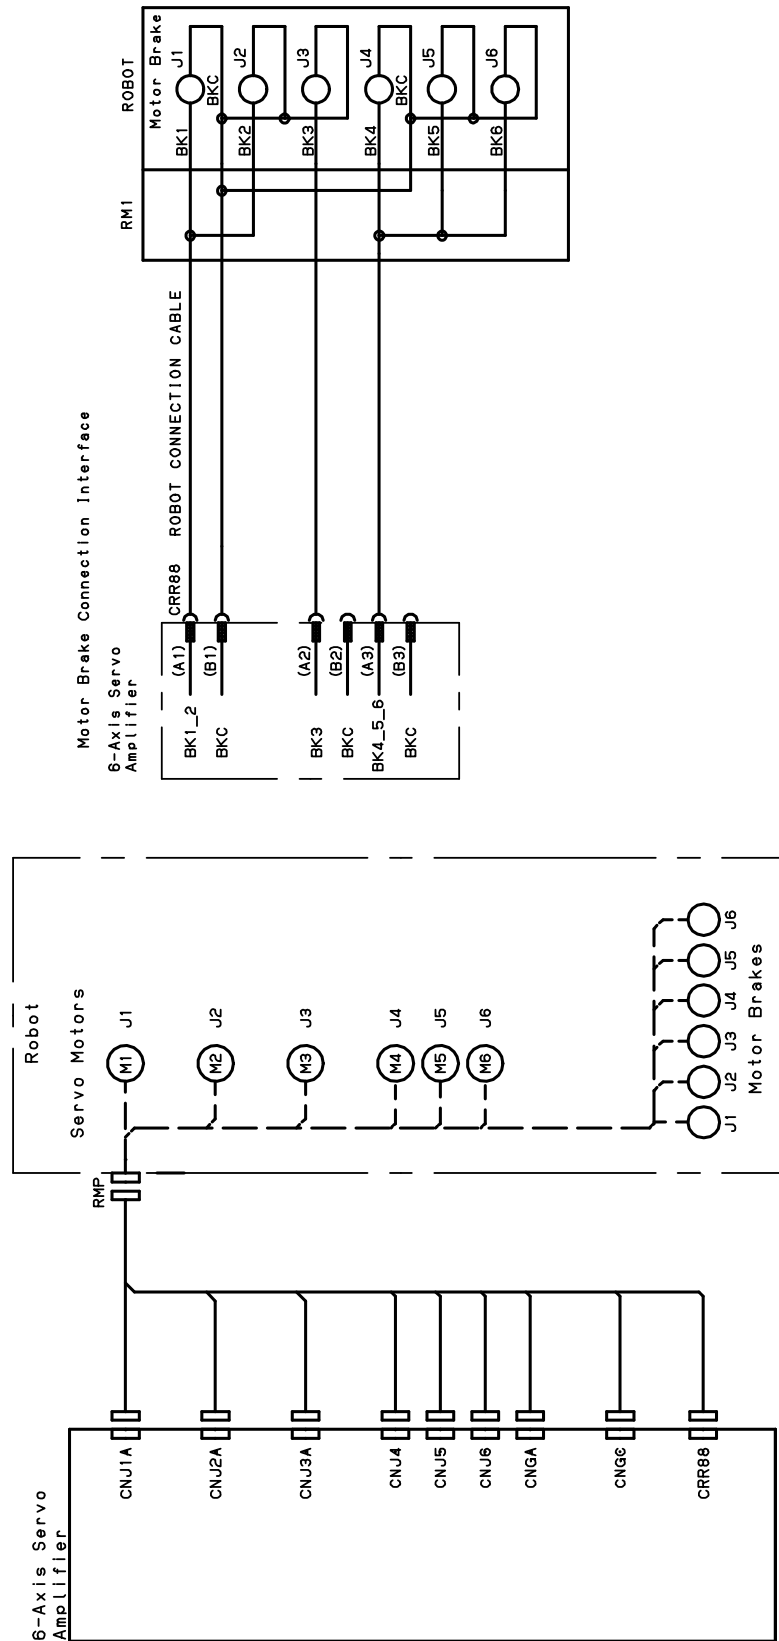 6-Axis Servo
Amplifier
CNJ1A
CNJ2A
CNJ3A
CNJ4
CNJ5
CNJ6
CNGA
CNGC
CRR88
RMP
Robot
Servo Motors
M1 J1
M2 J2
M3 J3
M4 J4
M5 J5
M6 J6
J1 J2 J3 J4 J5 J6
Motor Brakes
Motor Brake Connection Interface
6-Axis Servo
Amplifier
CRR88 ROBOT CONNECTION CABLE
BK1_2 (A1)
BKC (B1)
BK3 (A2)
BKC (B2)
BK4_5_6 (A3)
BKC (B3)
RM1
ROBOT
Motor Brake
BK1 J1
BKC
BK2 J2
BK3 J3
BK4 J4
BKC
BK5 J5
BK6 J6